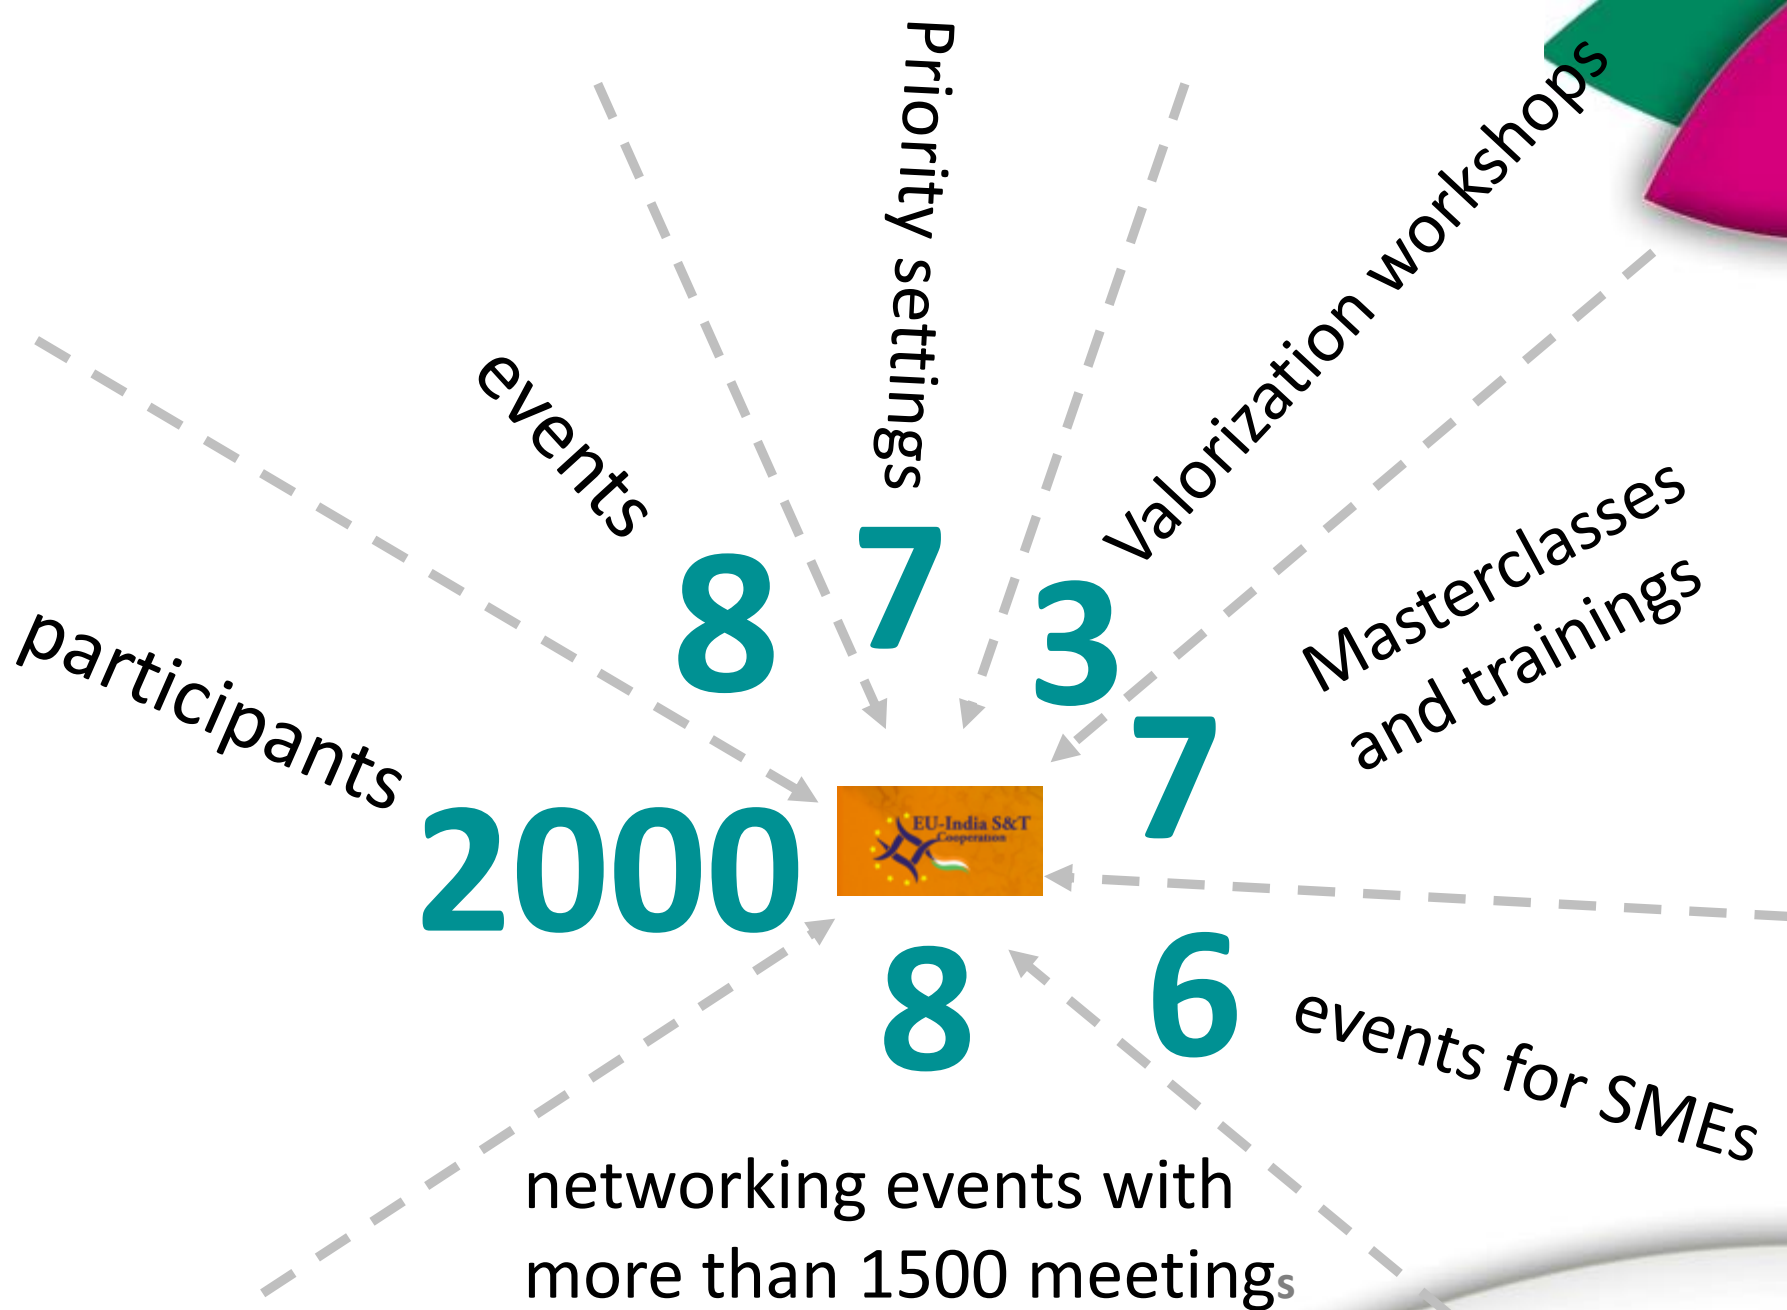 participants
2000
events
8
Priority settings
7
Valorization workshops
3
Masterclasses
and trainings
7
events for SMEs
6
8
networking events with
more than 1500 meetings
EU-India S&T
Cooperation